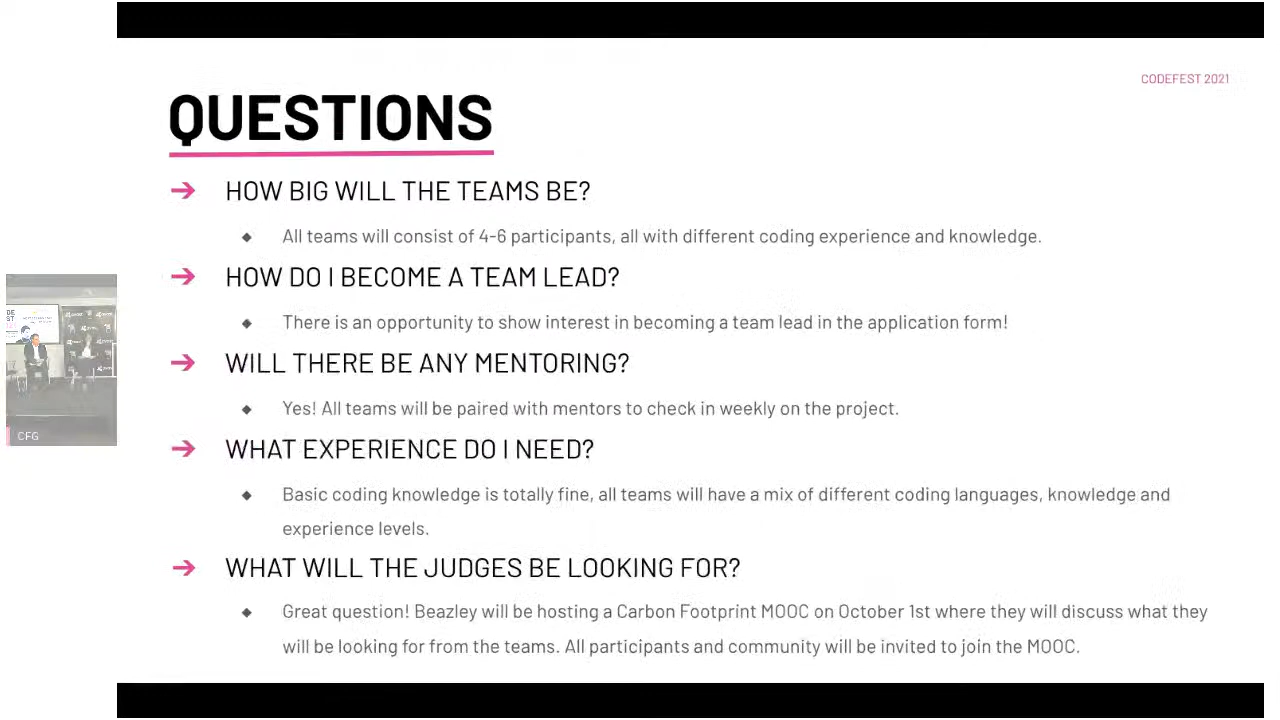 CODEFEST 2021
QUESTIONS
HOW BIG WILL THE TEAMS BE?
All teams will consist of 4-6 participants, all with different coding experience and knowledge.
HOW DO I BECOME A TEAM LEAD?
There is an opportunity to show interest in becoming a team lead in the application form!
WILL THERE BE ANY MENTORING?
Yes! All teams will be paired with mentors to check in weekly on the project.
WHAT EXPERIENCE DO I NEED?
Basic coding knowledge is totally fine, all teams will have a mix of different coding languages, knowledge and
experience levels.
WHAT WILL THE JUDGES BE LOOKING FOR?
Great question! Beazley will be hosting a Carbon Footprint MOOC on October 1st where they will discuss what they
will be looking for from the teams. All participants and community will be invited to join the MOOC.
CFG